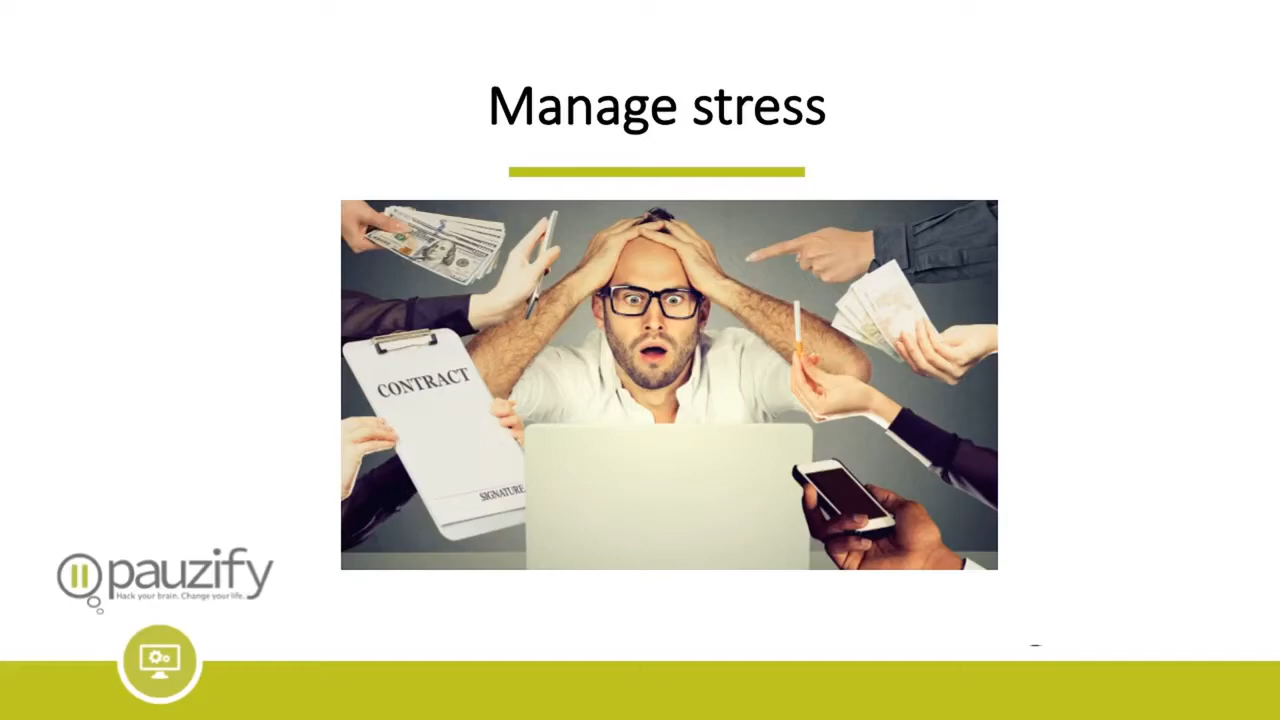 Manage stress
CONTRACT
SIGNATURE
pauzify
Hack your brain. Change your life.